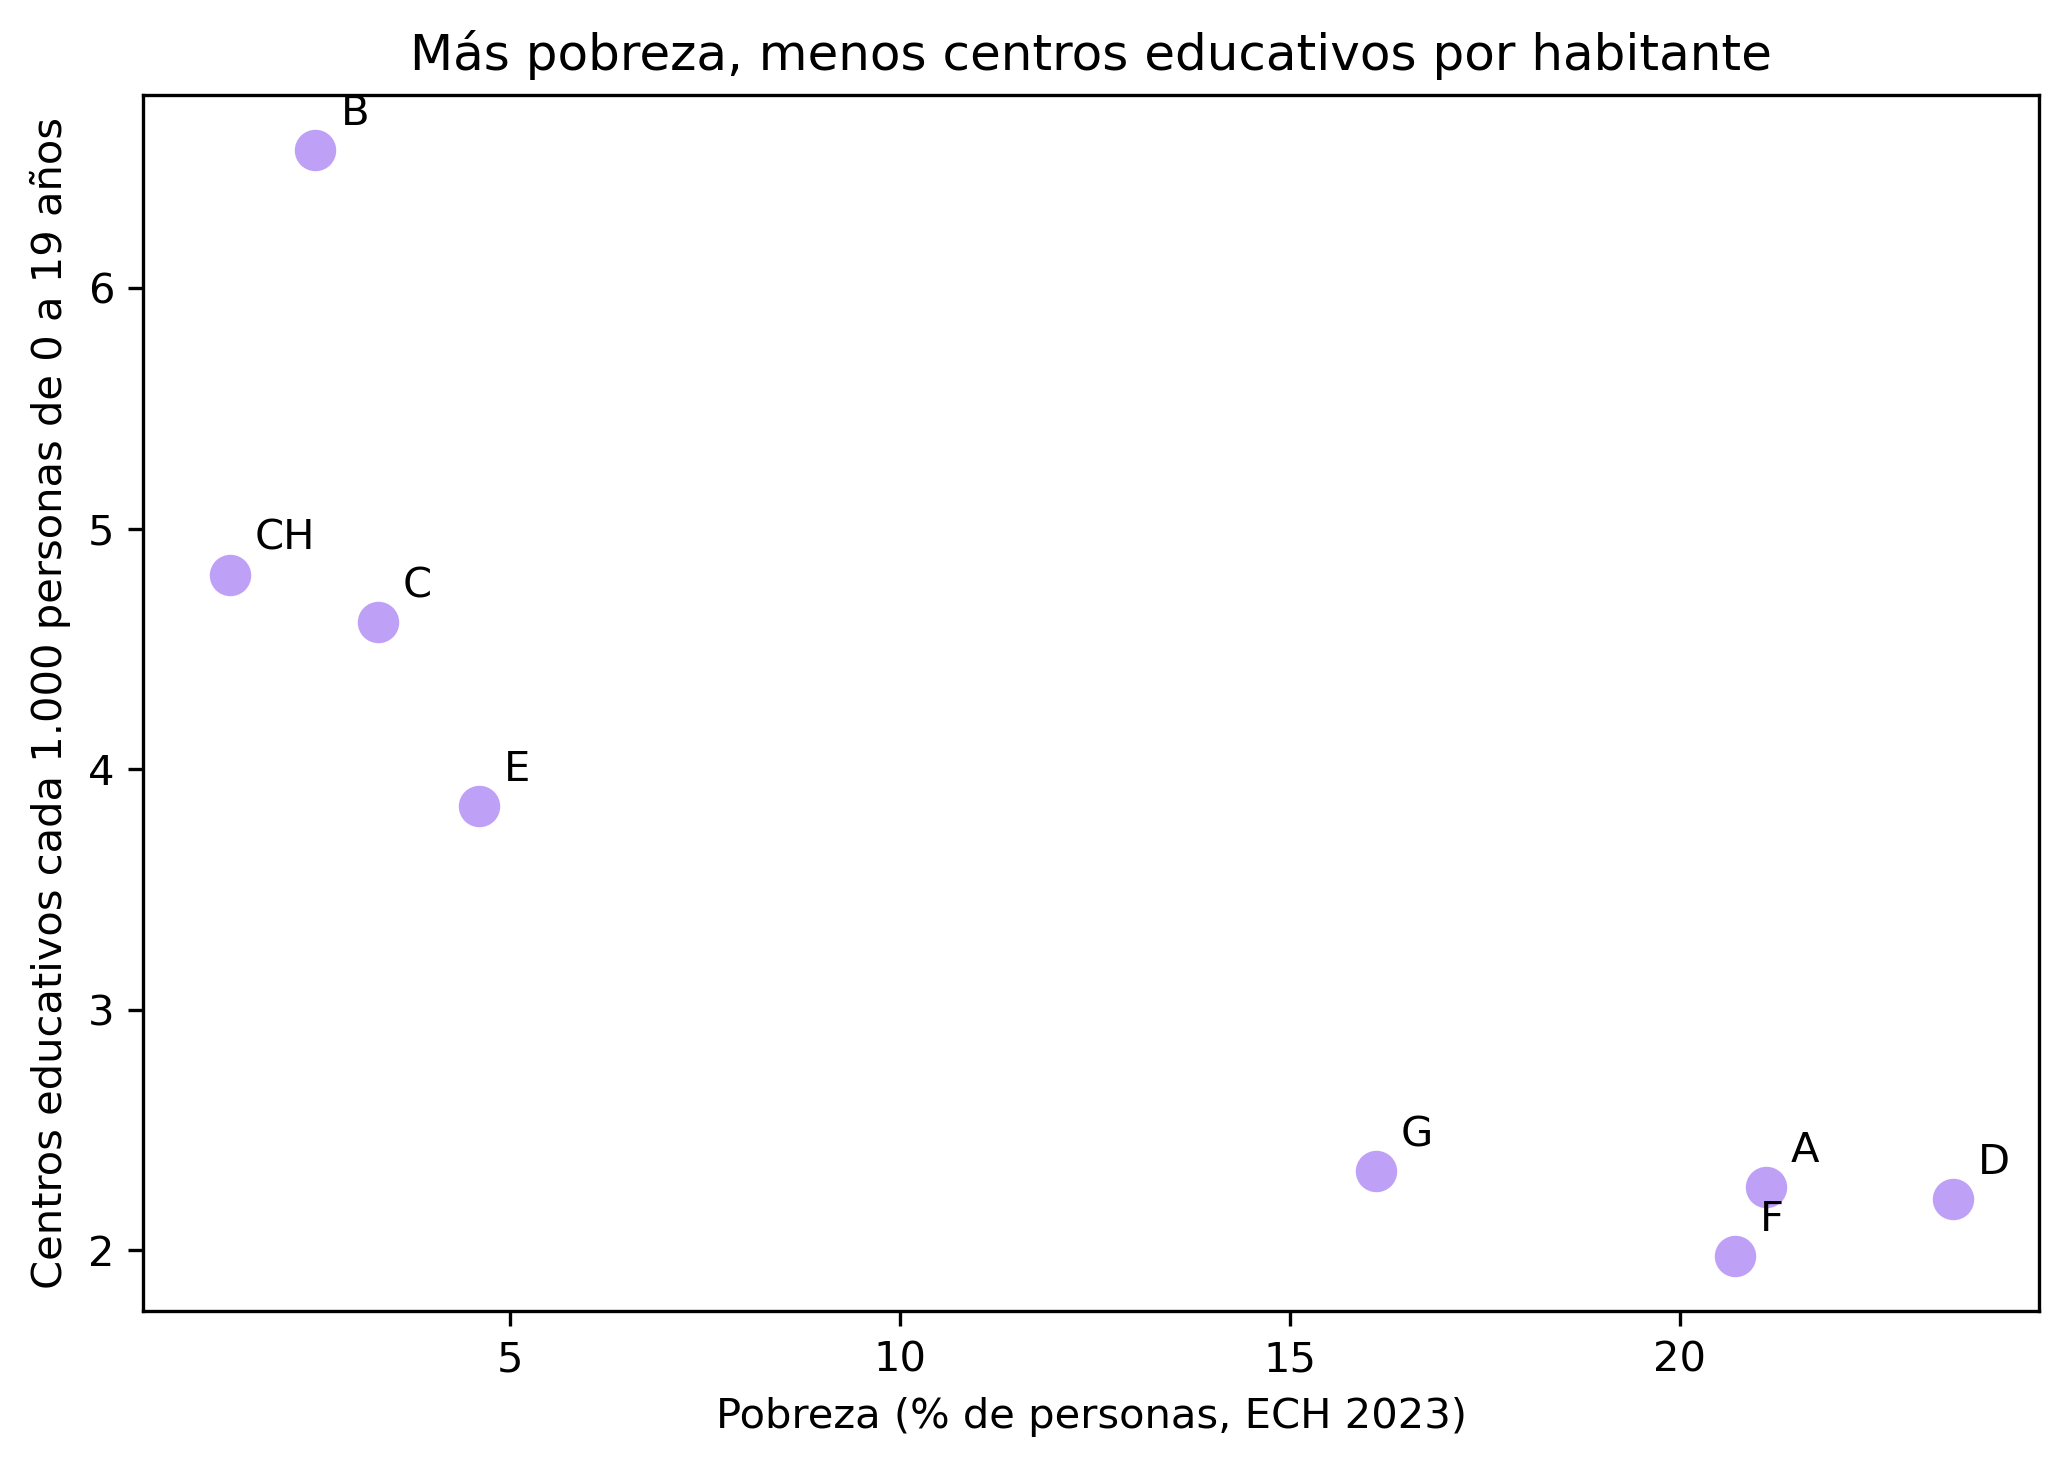 Más pobreza, menos centros educativos por habitante
Centros educativos cada 1.000 personas de 0 a 19 años
6
5
4
3
2
B
CH
C
E
G
A
D
F
5
10
15
20
Pobreza (% de personas, ECH 2023)